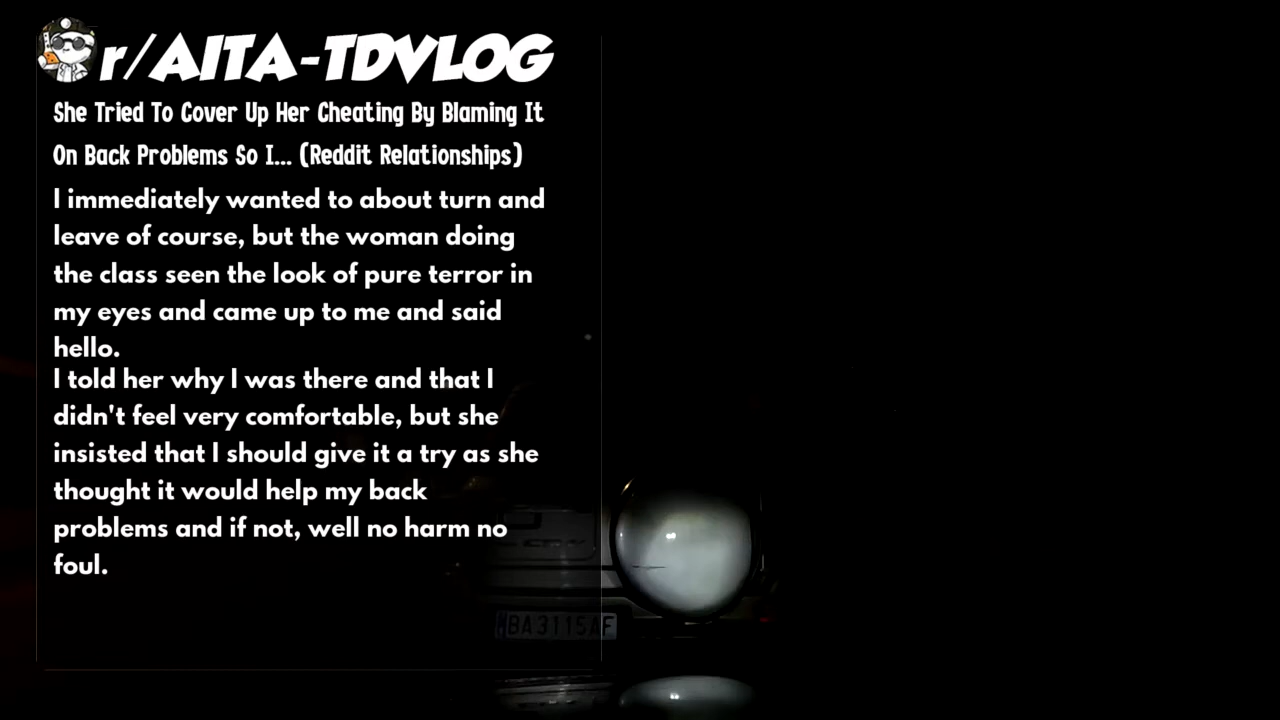 r/AITA-TDVLOG
She Tried To Cover Up Her Cheating By Blaming It
On Back Problems So I... (Reddit Relationships)
I immediately wanted to about turn and
leave of course, but the woman doing
the class seen the look of pure terror in
my eyes and came up to me and said
hello.
I told her why I was there and that I
didn't feel very comfortable, but she
insisted that I should give it a try as she
thought it would help my back
problems and if not, well no harm no
foul.
BA3115AF